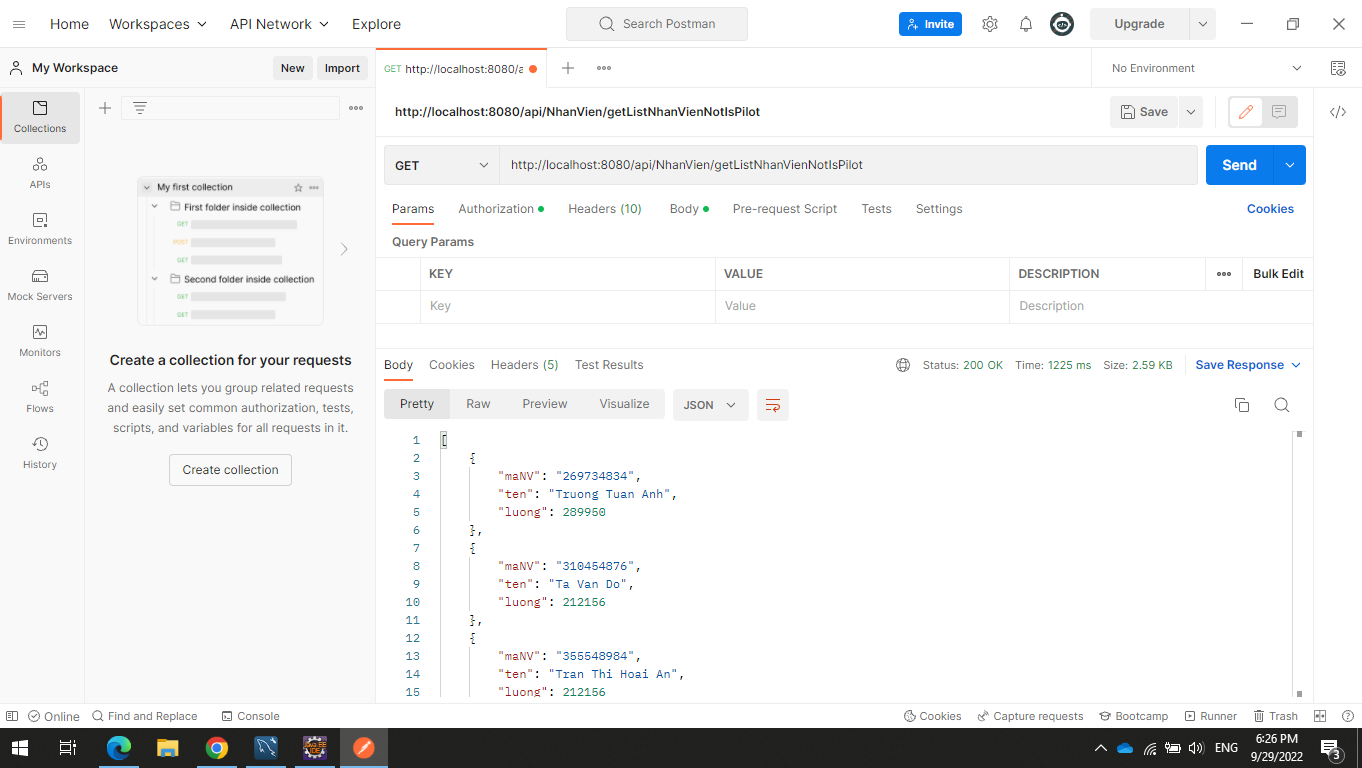 Home Workspaces API Network Explore Search Postman Invite Upgrade
My Workspace New Import GET http://localhost:8080/a No Environment
Collections
APIs
Environments
Mock Servers
Monitors
Flows
History
My first collection
First folder inside collection
GET
POST
GET
Second folder inside collection
GET
GET
Create a collection for your requests
A collection lets you group related requests
and easily set common authorization, tests,
scripts, and variables for all requests in it.
Create collection
http://localhost:8080/api/NhanVien/getListNhanVienNotIsPilot Save
GET http://localhost:8080/api/NhanVien/getListNhanVienNotIsPilot Send
Params Authorization Headers (10) Body Pre-request Script Tests Settings Cookies
Query Params
KEY VALUE DESCRIPTION Bulk Edit
Key Value Description
Body Cookies Headers (5) Test Results Status: 200 OK Time: 1225 ms Size: 2.59 KB Save Response
Pretty Raw Preview Visualize JSON
1 [
2 {
3 "maNV": "269734834",
4 "ten": "Truong Tuan Anh",
5 "luong": 289950
6 },
7 {
8 "maNV": "310454876",
9 "ten": "Ta Van Do",
10 "luong": 212156
11 },
12 {
13 "maNV": "355548984",
14 "ten": "Tran Thi Hoai An",
15 "luong": 212156
Online Find and Replace Console Cookies Capture requests Bootcamp Runner Trash
ENG 6:26 PM
9/29/2022 3